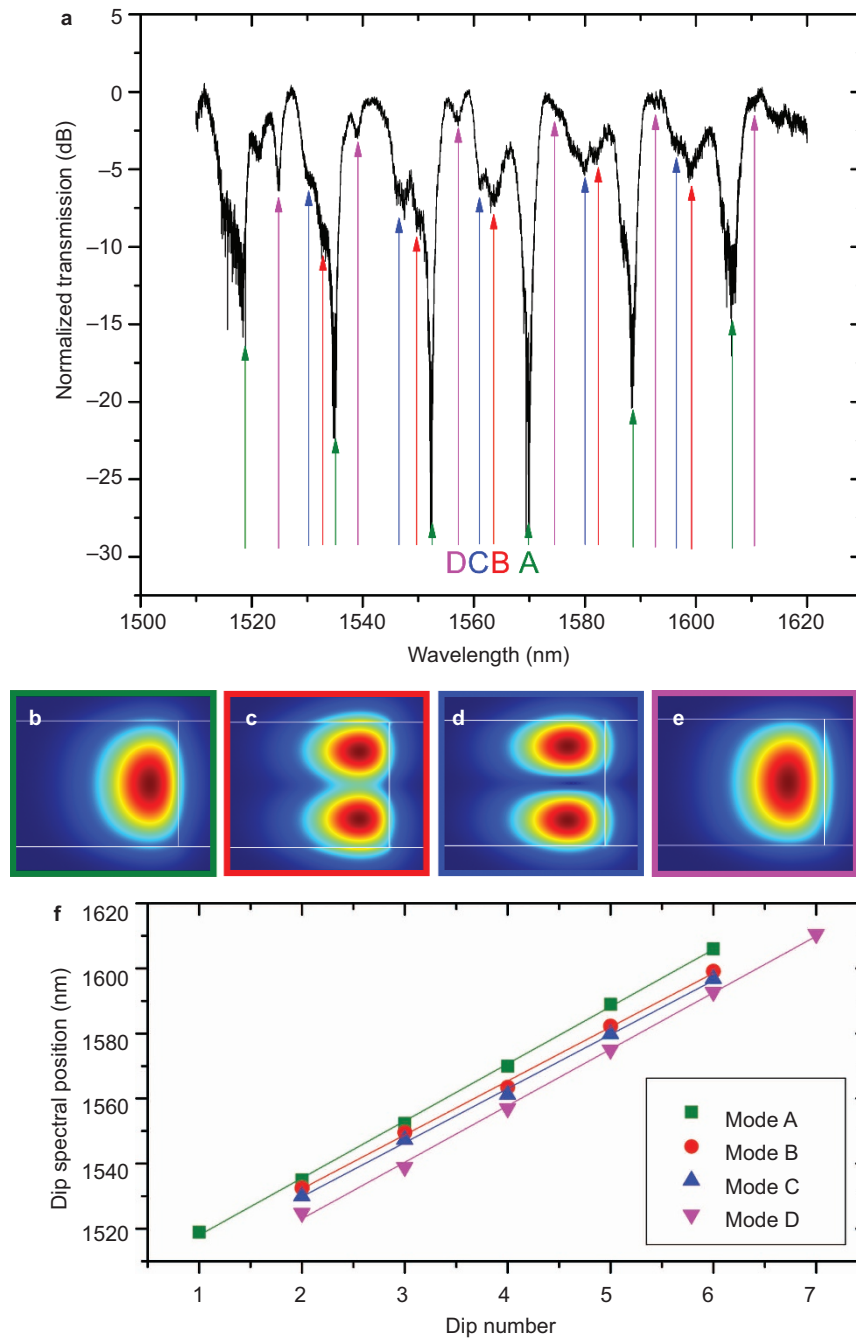 a
5
0
–5
–10
–15
–20
–25
–30
Normalized transmission (dB)
D C B A
1500 1520 1540 1560 1580 1600 1620
Wavelength (nm)
b c d e
f
1620
1600
1580
1560
1540
1520
Dip spectral position (nm)
Mode A
Mode B
Mode C
Mode D
1 2 3 4 5 6 7
Dip number